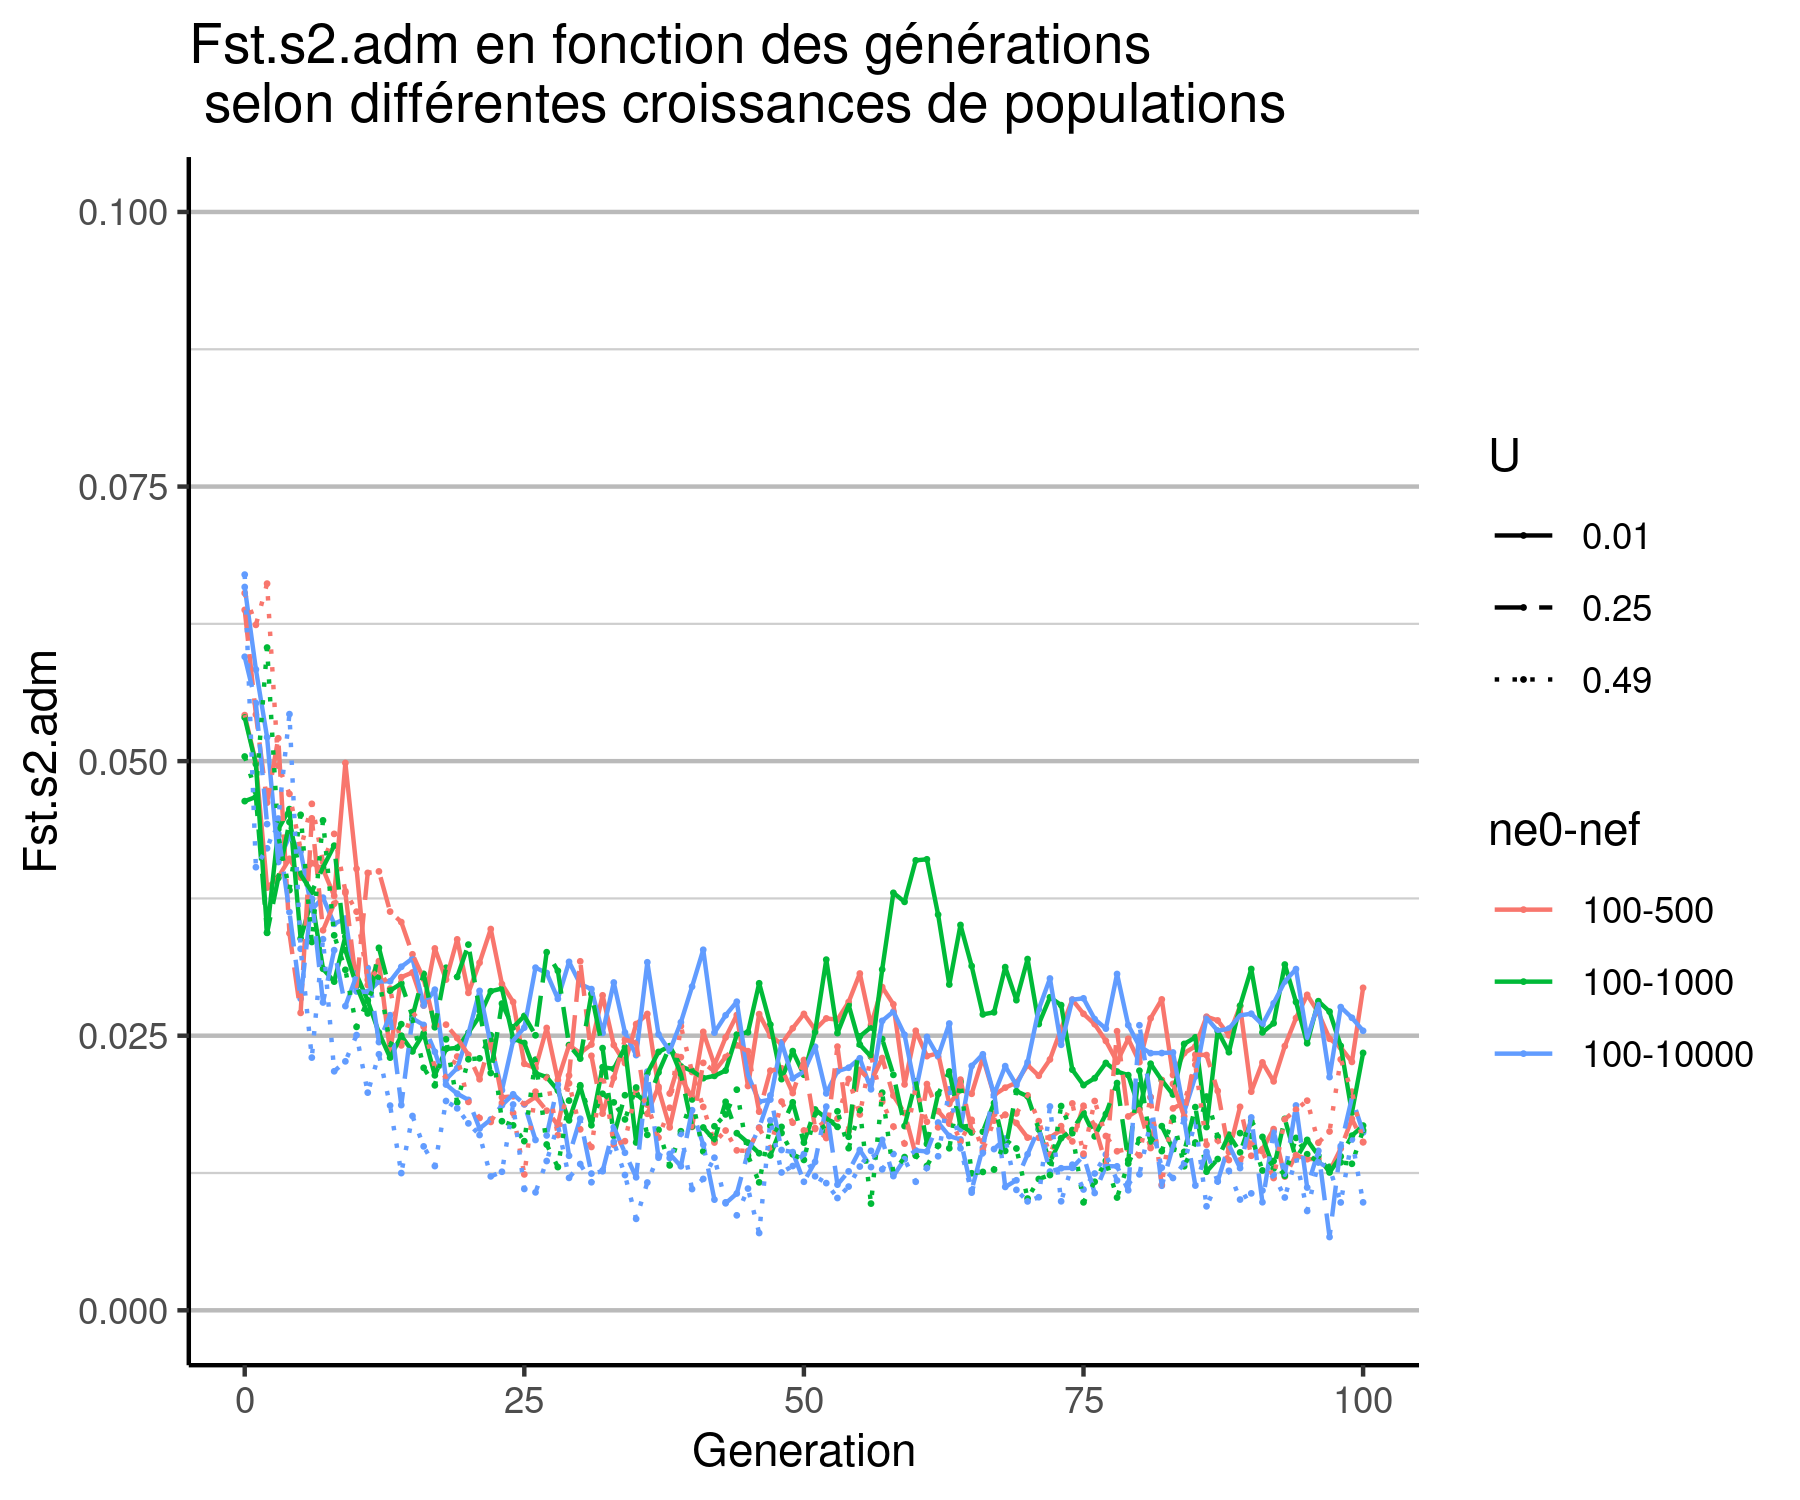 Fst.s2.adm en fonction des générations
selon différentes croissances de populations
0.100
0.075
0.050
0.025
0.000
Fst.s2.adm
0
25
50
75
100
Generation
U
0.01
0.25
0.49
ne0-nef
100-500
100-1000
100-10000